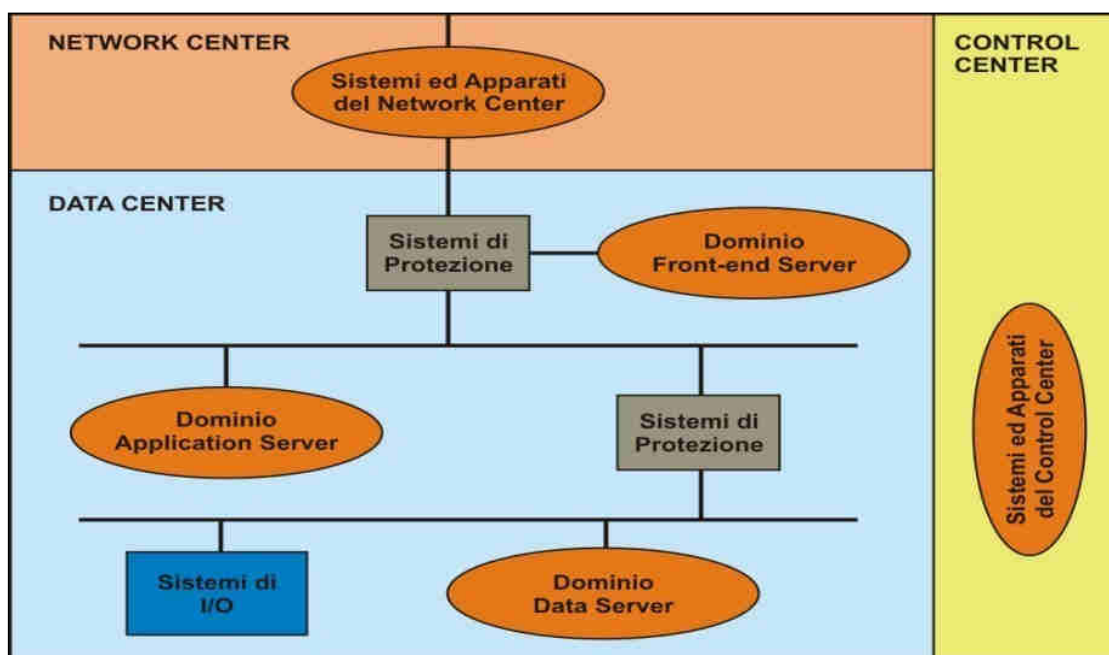 NETWORK CENTER
Sistemi ed Apparati
del Network Center
CONTROL
CENTER
DATA CENTER
Sistemi di
Protezione
Dominio
Front-end Server
Dominio
Application Server
Sistemi di
Protezione
Sistemi ed Apparati
del Control Center
Sistemi di
I/O
Dominio
Data Server